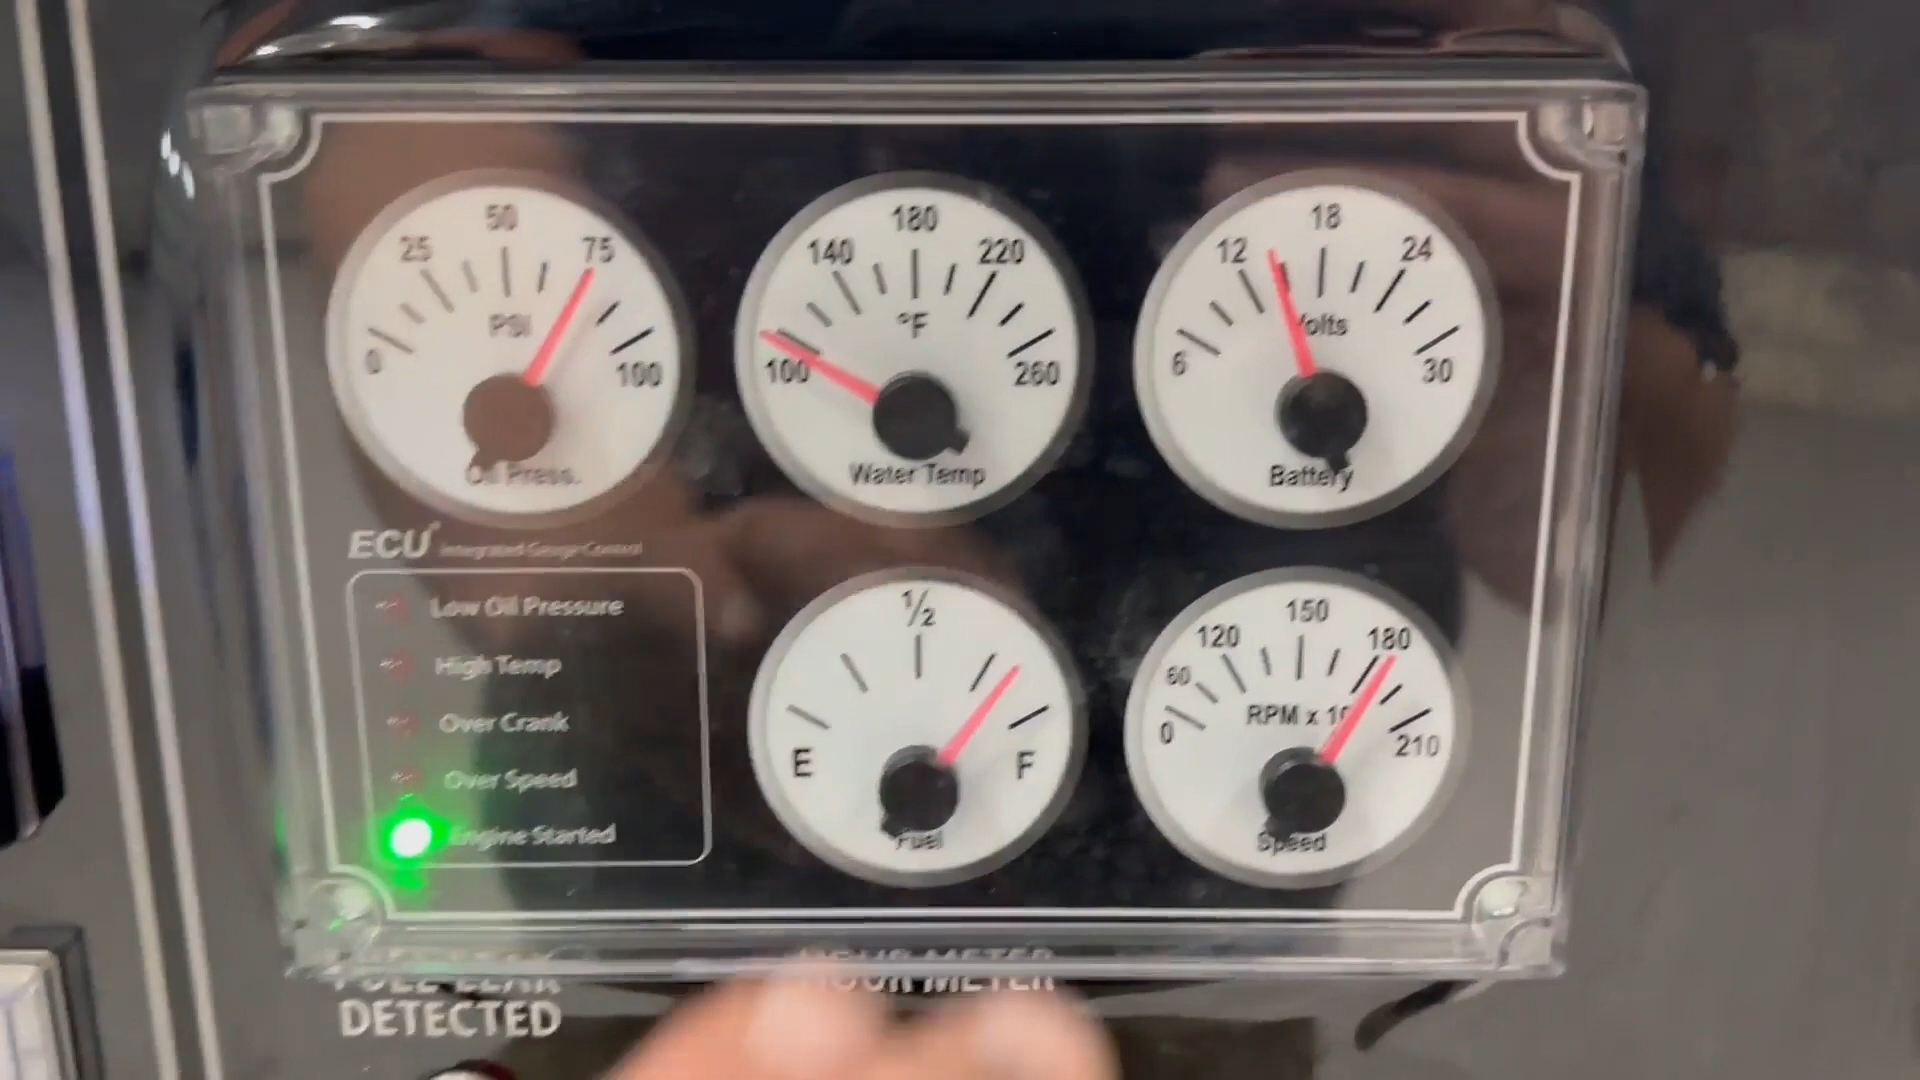 0 25 50 75 100
PSI
Oil Press.
100 140 180 220 260
°F
Water Temp
6 12 18 24 30
Volts
Battery
ECU Integrated Gauge Control
Low Oil Pressure
High Temp
Over Crank
Over Speed
Engine Started
E 1/2 F
Fuel
0 60 120 150 180 210
RPM x 10
Speed
FUEL LEAK
DETECTED
HOUR METER